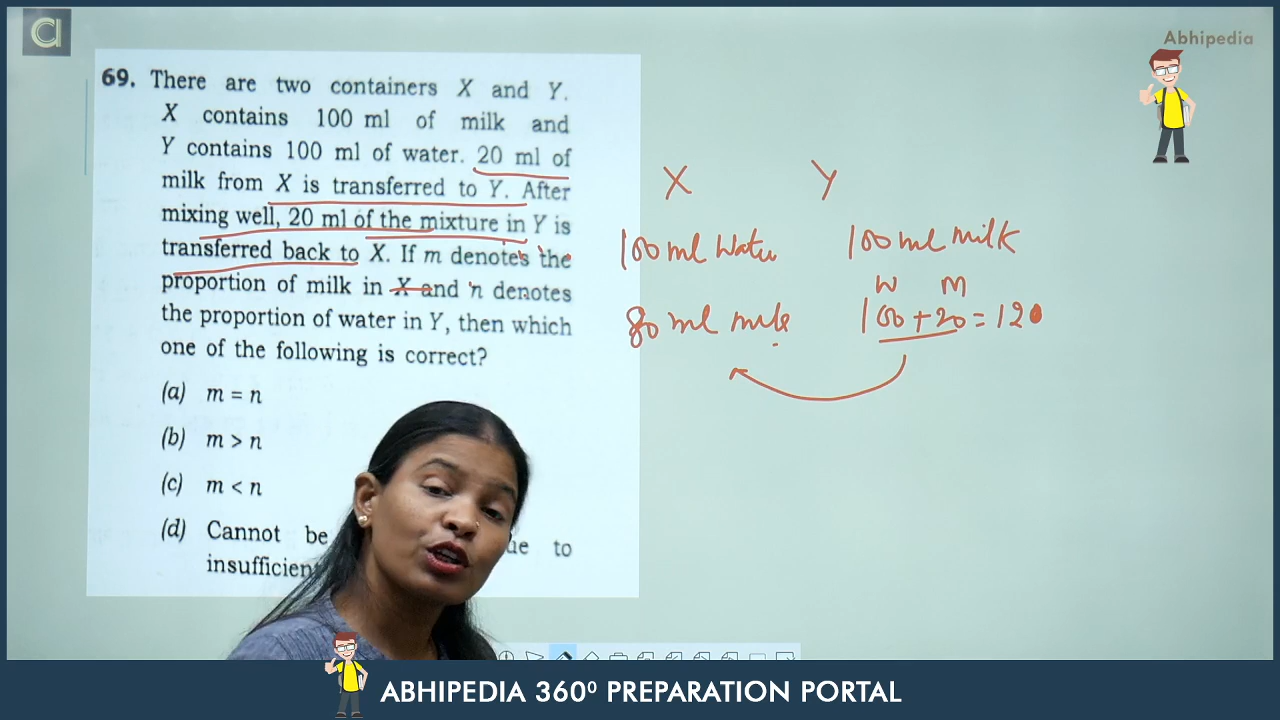 Abhipedia
69. There are two containers X and Y.
X contains 100 ml of milk and
Y contains 100 ml of water. 20 ml of
milk from X is transferred to Y. After
mixing well, 20 ml of the mixture in Y is
transferred back to X. If m denotes the
proportion of milk in X and n denotes
the proportion of water in Y, then which
one of the following is correct?
(a) m = n
(b) m > n
(c) m < n
(d) Cannot be ue to
insufficien
X Y
100 ml Water 100 ml milk
W M
80 ml milk 100 + 20 = 120
ABHIPEDIA 360⁰ PREPARATION PORTAL